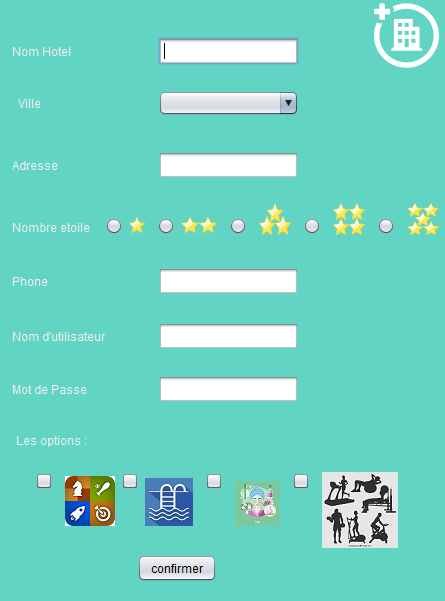 Nom Hotel
Ville
Adresse
Nombre etoile
Phone
Nom d'utilisateur
Mot de Passe
Les options :
confirmer